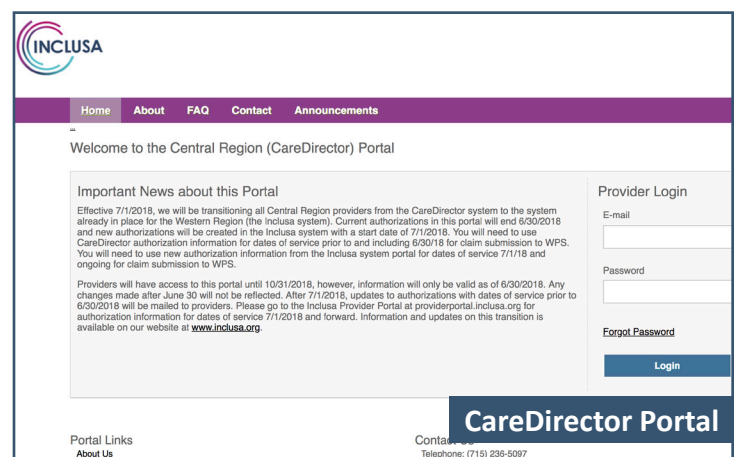 INCLUSA
Home About FAQ Contact Announcements
...
Welcome to the Central Region (CareDirector) Portal
Important News about this Portal
Effective 7/1/2018, we will be transitioning all Central Region providers from the CareDirector system to the system
already in place for the Western Region (the Inclusa system). Current authorizations in this portal will end 6/30/2018
and new authorizations will be created in the Inclusa system with a start date of 7/1/2018. You will need to use
CareDirector authorization information for dates of service prior to and including 6/30/18 for claim submission to WPS.
You will need to use new authorization information from the Inclusa system portal for dates of service 7/1/18 and
ongoing for claim submission to WPS.
Providers will have access to this portal until 10/31/2018, however, information will only be valid as of 6/30/2018. Any
changes made after June 30 will not be reflected. After 7/1/2018, updates to authorizations with dates of service prior to
6/30/2018 will be mailed to providers. Please go to the Inclusa Provider Portal at providerportal.inclusa.org for
authorization information for dates of service 7/1/2018 and forward. Information and updates on this transition is
available on our website at www.inclusa.org.
Provider Login
E-mail
Password
Forgot Password
Login
CareDirector Portal
Portal Links
About Us
Contact
Telephone: (715) 236-5097